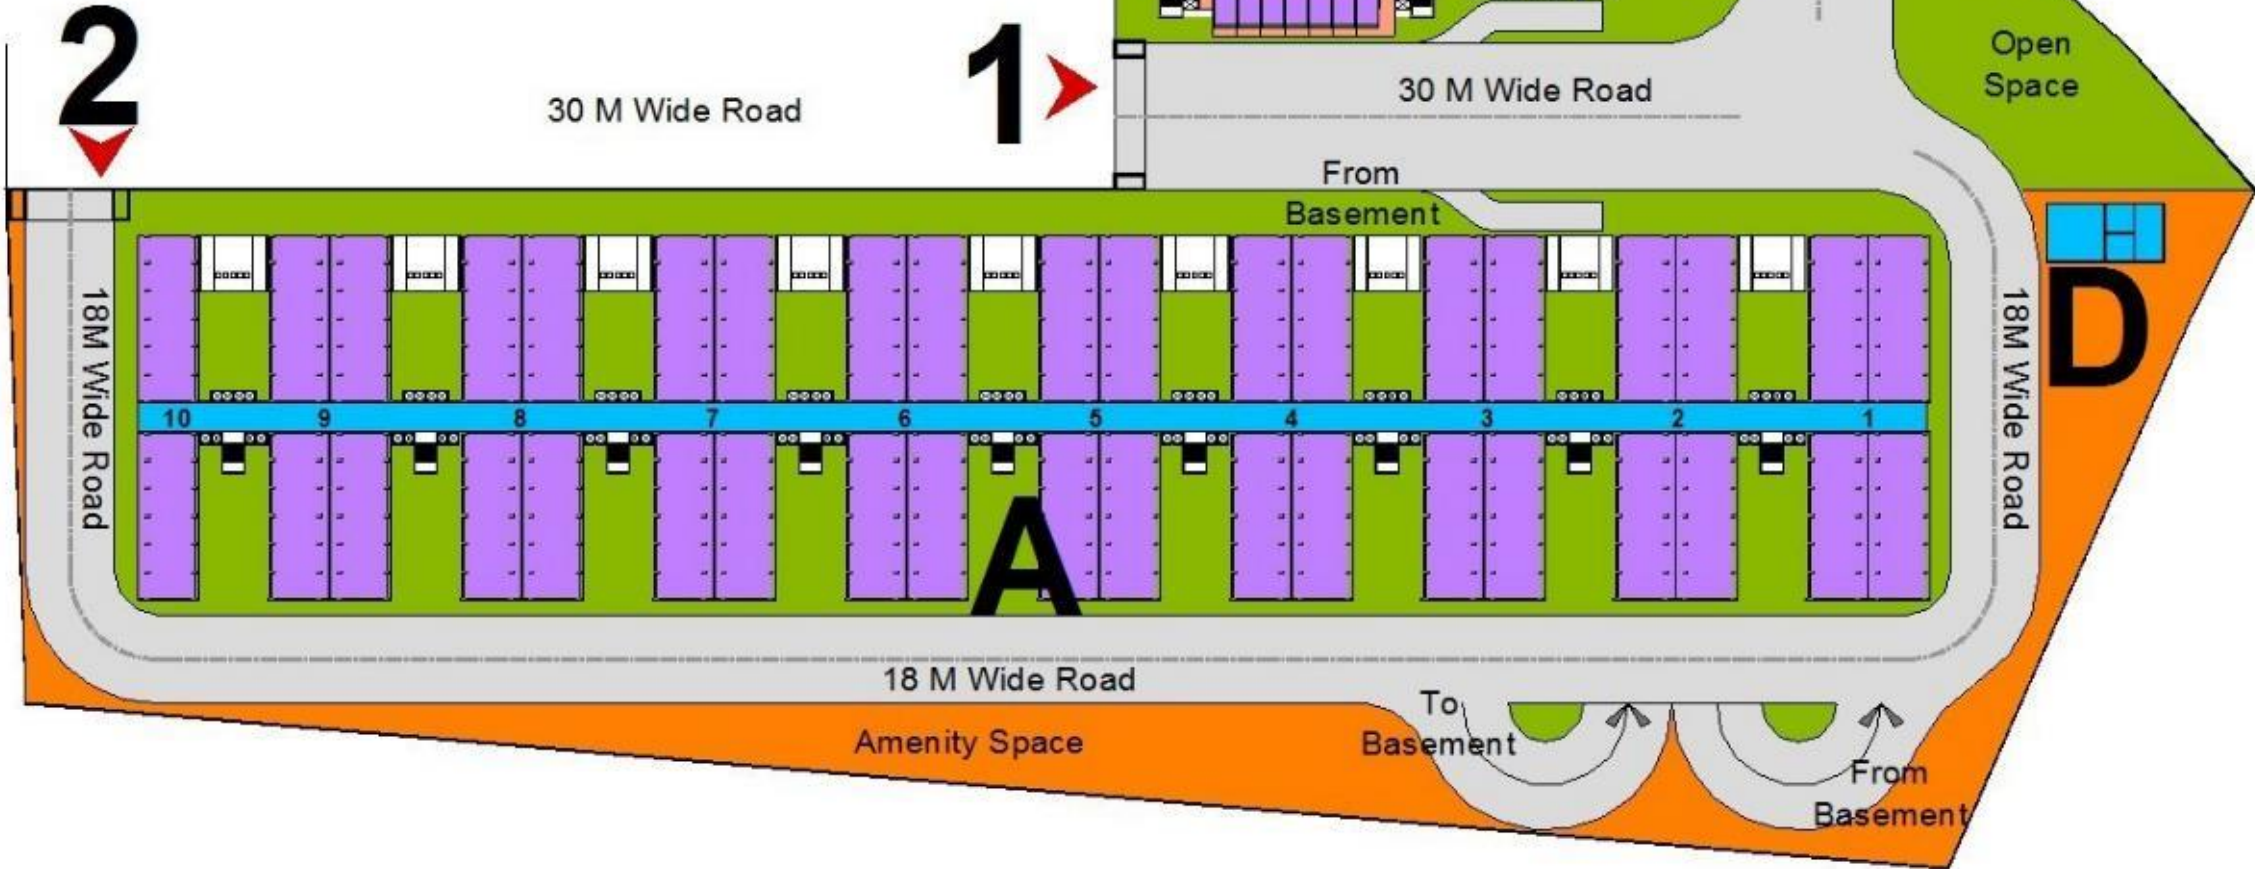 2
1
30 M Wide Road
30 M Wide Road
Open
Space
From
Basement
18M Wide Road
18M Wide Road
D
10 9 8 7 6 5 4 3 2 1
A
18 M Wide Road
To
Basement
Amenity Space
From
Basement